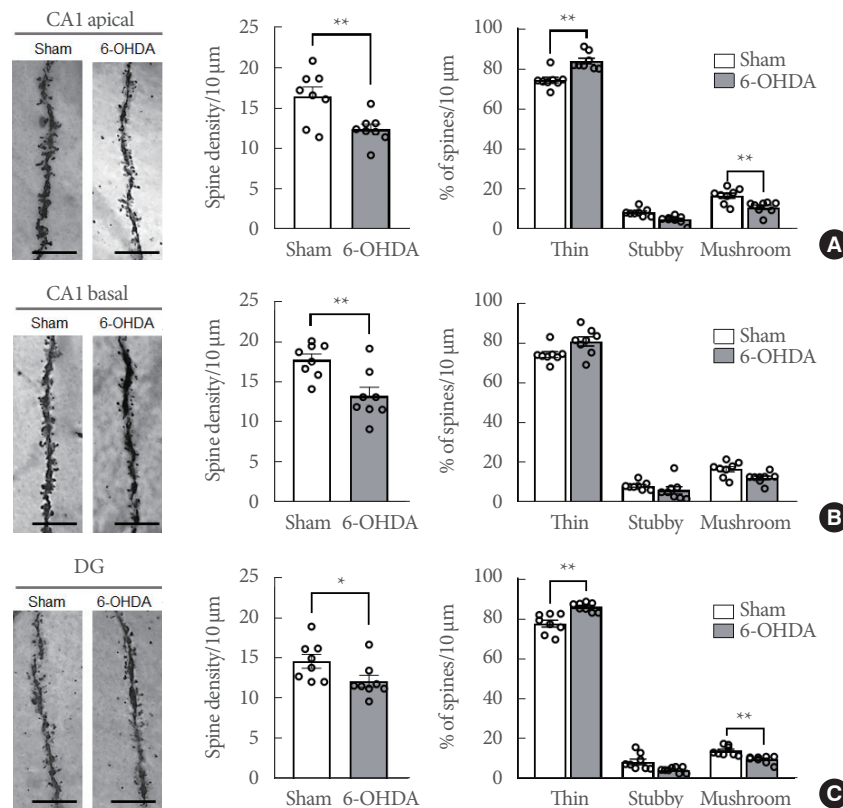 CA1 apical
Sham 6-OHDA
Spine density/10 µm
25
20
15
10
5
0
**
Sham 6-OHDA
% of spines/10 µm
100
80
60
40
20
0
**
**
Thin Stubby Mushroom
Sham
6-OHDA
A
CA1 basal
Sham 6-OHDA
Spine density/10 µm
25
20
15
10
5
0
**
Sham 6-OHDA
% of spines/10 µm
100
80
60
40
20
0
Thin Stubby Mushroom
Sham
6-OHDA
B
DG
Sham 6-OHDA
Spine density/10 µm
25
20
15
10
5
0
*
Sham 6-OHDA
% of spines/10 µm
100
80
60
40
20
0
**
**
Thin Stubby Mushroom
Sham
6-OHDA
C